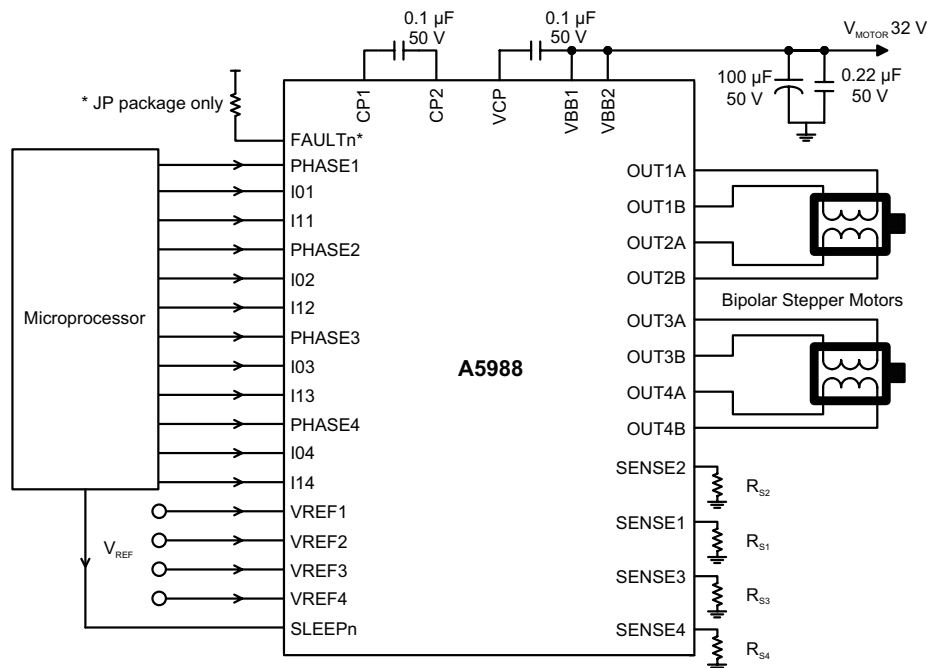 0.1 µF
50 V
0.1 µF
50 V
VMOTOR 32 V
100 µF
50 V
0.22 µF
50 V
* JP package only
CP1
CP2
VCP
VBB1
VBB2
FAULTn*
PHASE1
I01
I11
PHASE2
I02
I12
PHASE3
I03
I13
PHASE4
I04
I14
VREF1
VREF2
VREF3
VREF4
SLEEPn
Microprocessor
VREF
A5988
OUT1A
OUT1B
OUT2A
OUT2B
Bipolar Stepper Motors
OUT3A
OUT3B
OUT4A
OUT4B
SENSE2
RS2
SENSE1
RS1
SENSE3
RS3
SENSE4
RS4